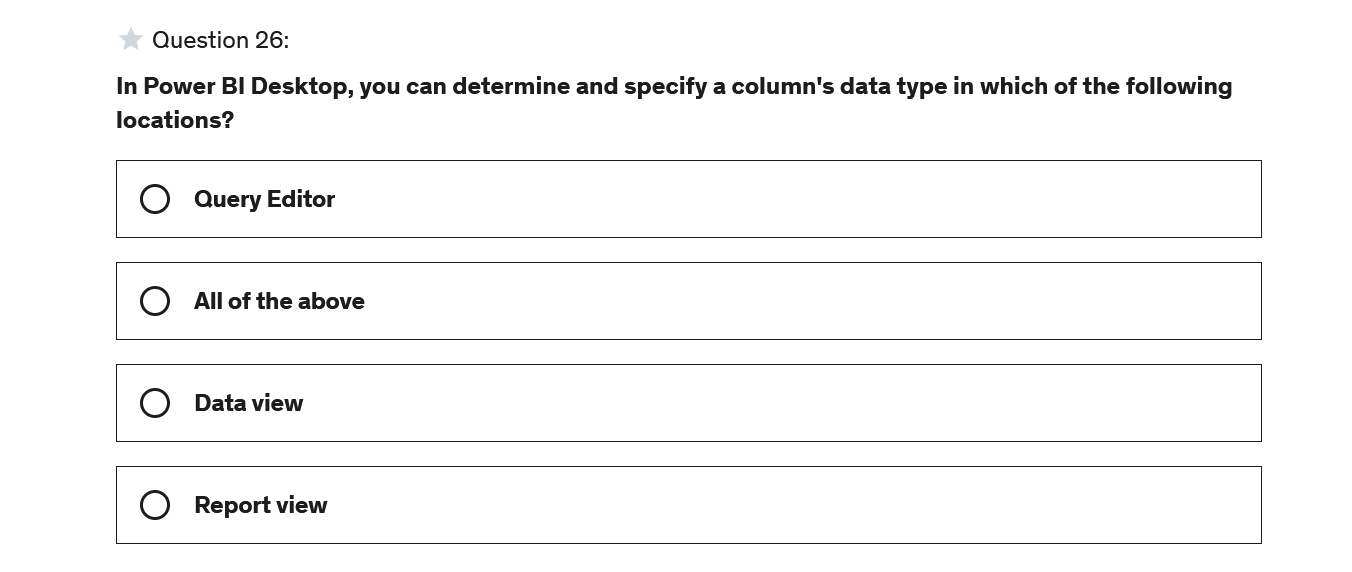 Question 26:
In Power BI Desktop, you can determine and specify a column's data type in which of the following
locations?
Query Editor
All of the above
Data view
Report view